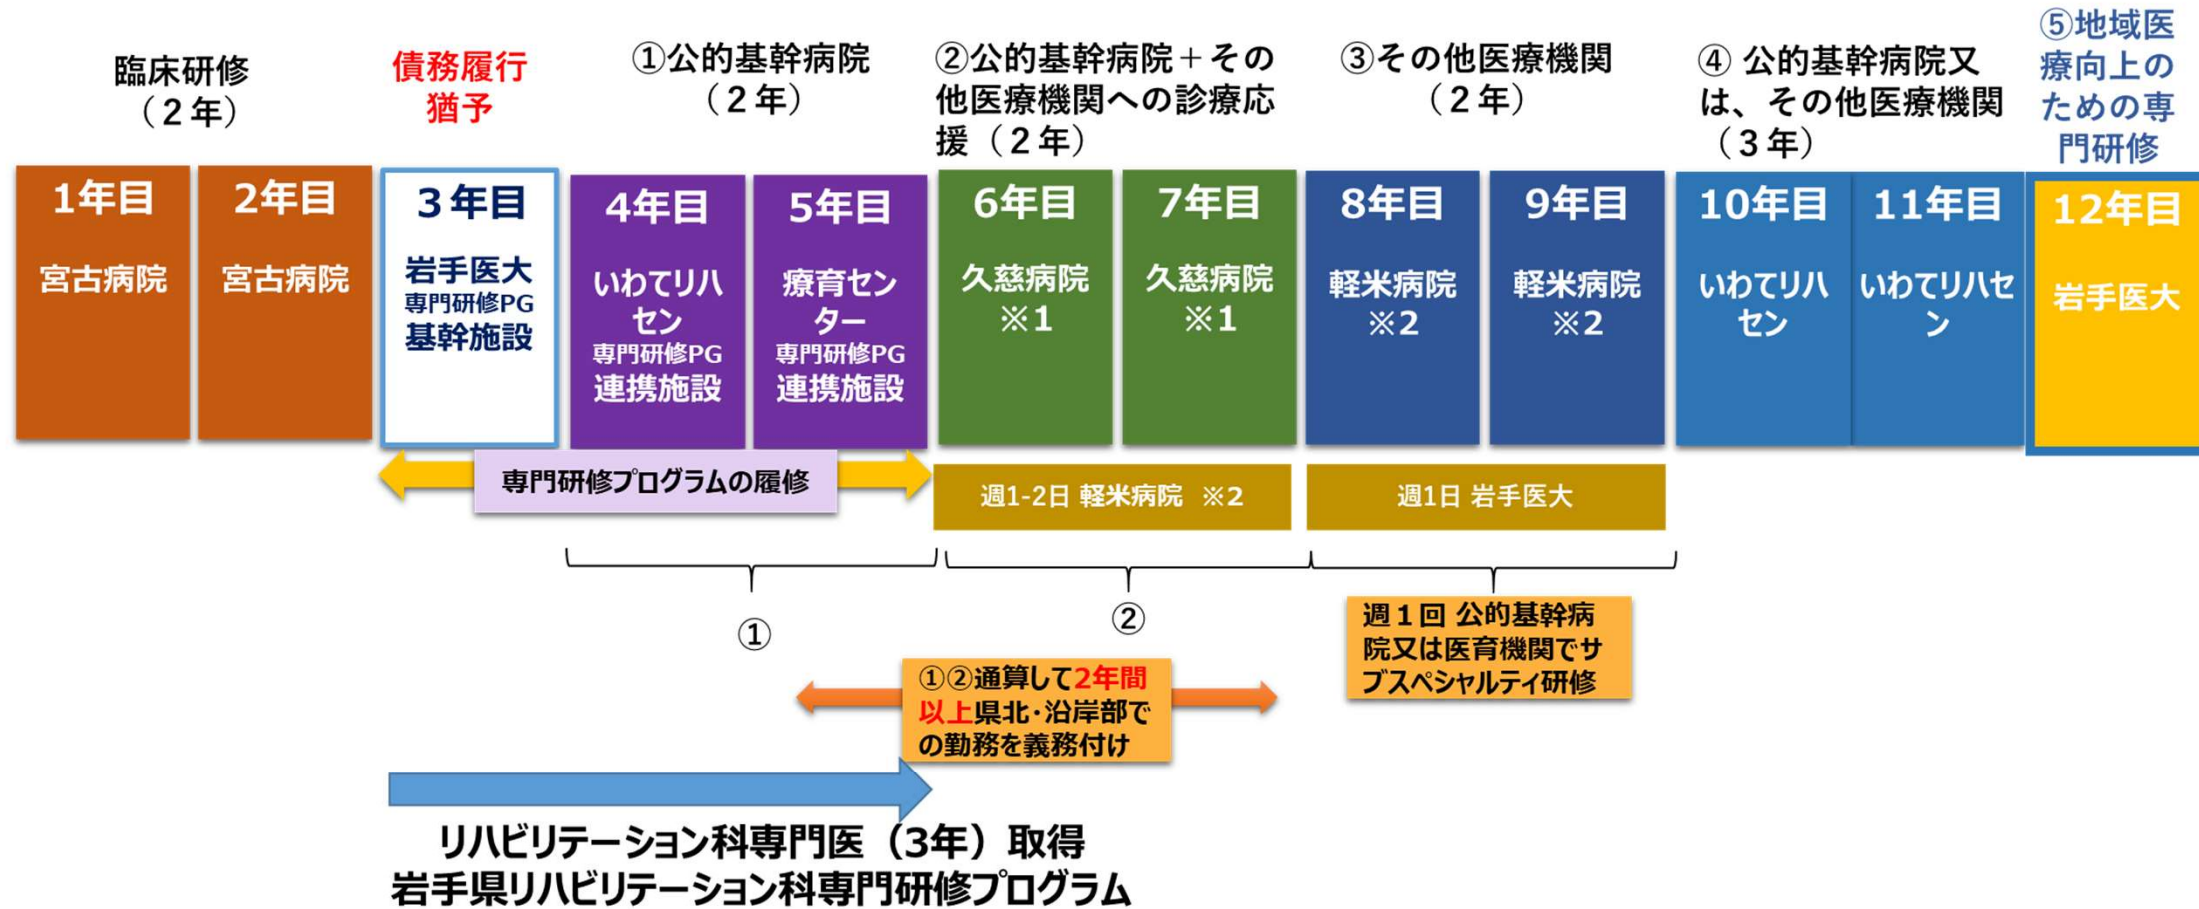 臨床研修
（２年）
債務履行
猶予
①公的基幹病院
（２年）
②公的基幹病院＋その
他医療機関への診療応
援（２年）
③その他医療機関
（２年）
④ 公的基幹病院又
は、その他医療機関
（３年）
⑤地域医
療向上の
ための専
門研修
1年目
宮古病院
2年目
宮古病院
３年目
岩手医大
専門研修PG
基幹施設
4年目
いわてリハ
セン
専門研修PG
連携施設
5年目
療育セン
ター
専門研修PG
連携施設
6年目
久慈病院
※1
7年目
久慈病院
※1
8年目
軽米病院
※2
9年目
軽米病院
※2
10年目
いわてリハ
セン
11年目
いわてリハセ
ン
12年目
岩手医大
専門研修プログラムの履修
週1-2日 軽米病院 ※2
週1日 岩手医大
①
②
週１回 公的基幹病
院又は医育機関でサ
ブスペシャルティ研修
①②通算して2年間
以上県北・沿岸部で
の勤務を義務付け
リハビリテーション科専門医（3年）取得
岩手県リハビリテーション科専門研修プログラム